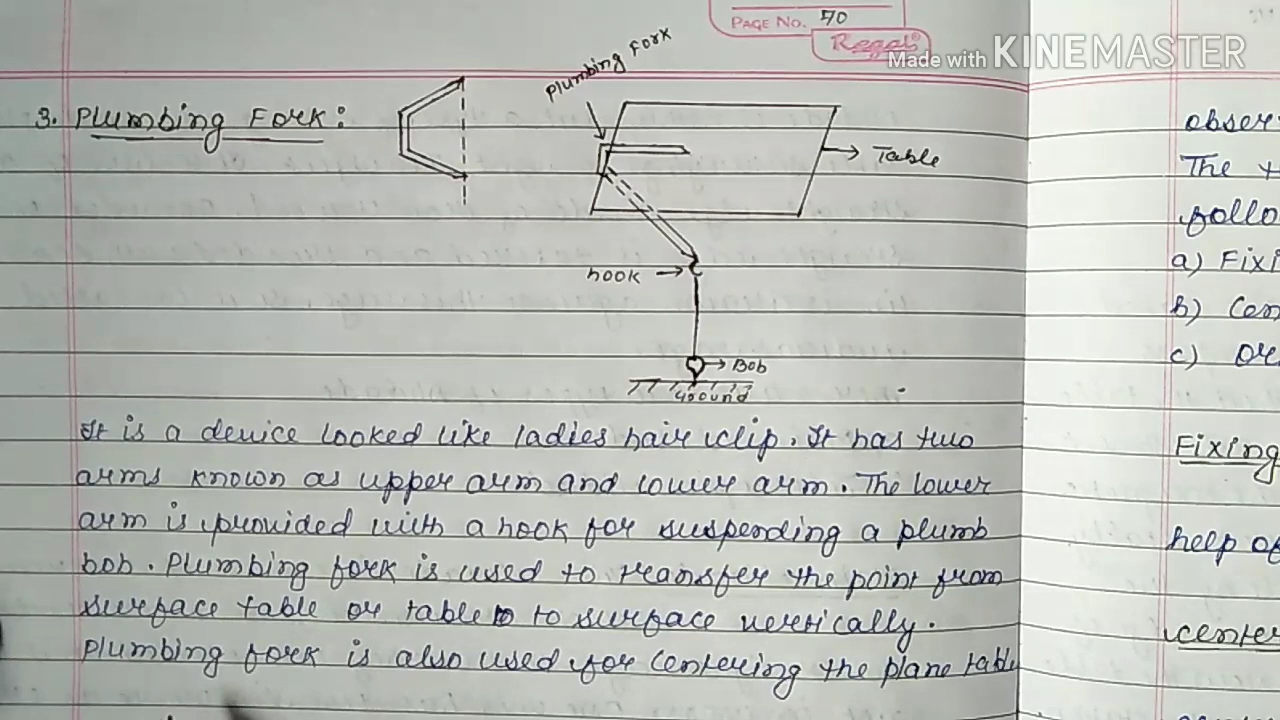 PAGE No. 70
Regal
Made with KINEMASTER
3. Plumbing Fork:
Plumbing Fork
Table
hook
Bob
ground
It is a device looked like ladies hair clip. It has two
arms known as upper arm and lower arm. The lower
arm is provided with a hook for suspending a plumb
bob. Plumbing fork is used to transfer the point from
surface table or table to surface vertically.
Plumbing fork is also used for centering the plane table
obser
The t
follo
a) Fixi
b) Cen
c) Ore
Fixing
help of
center